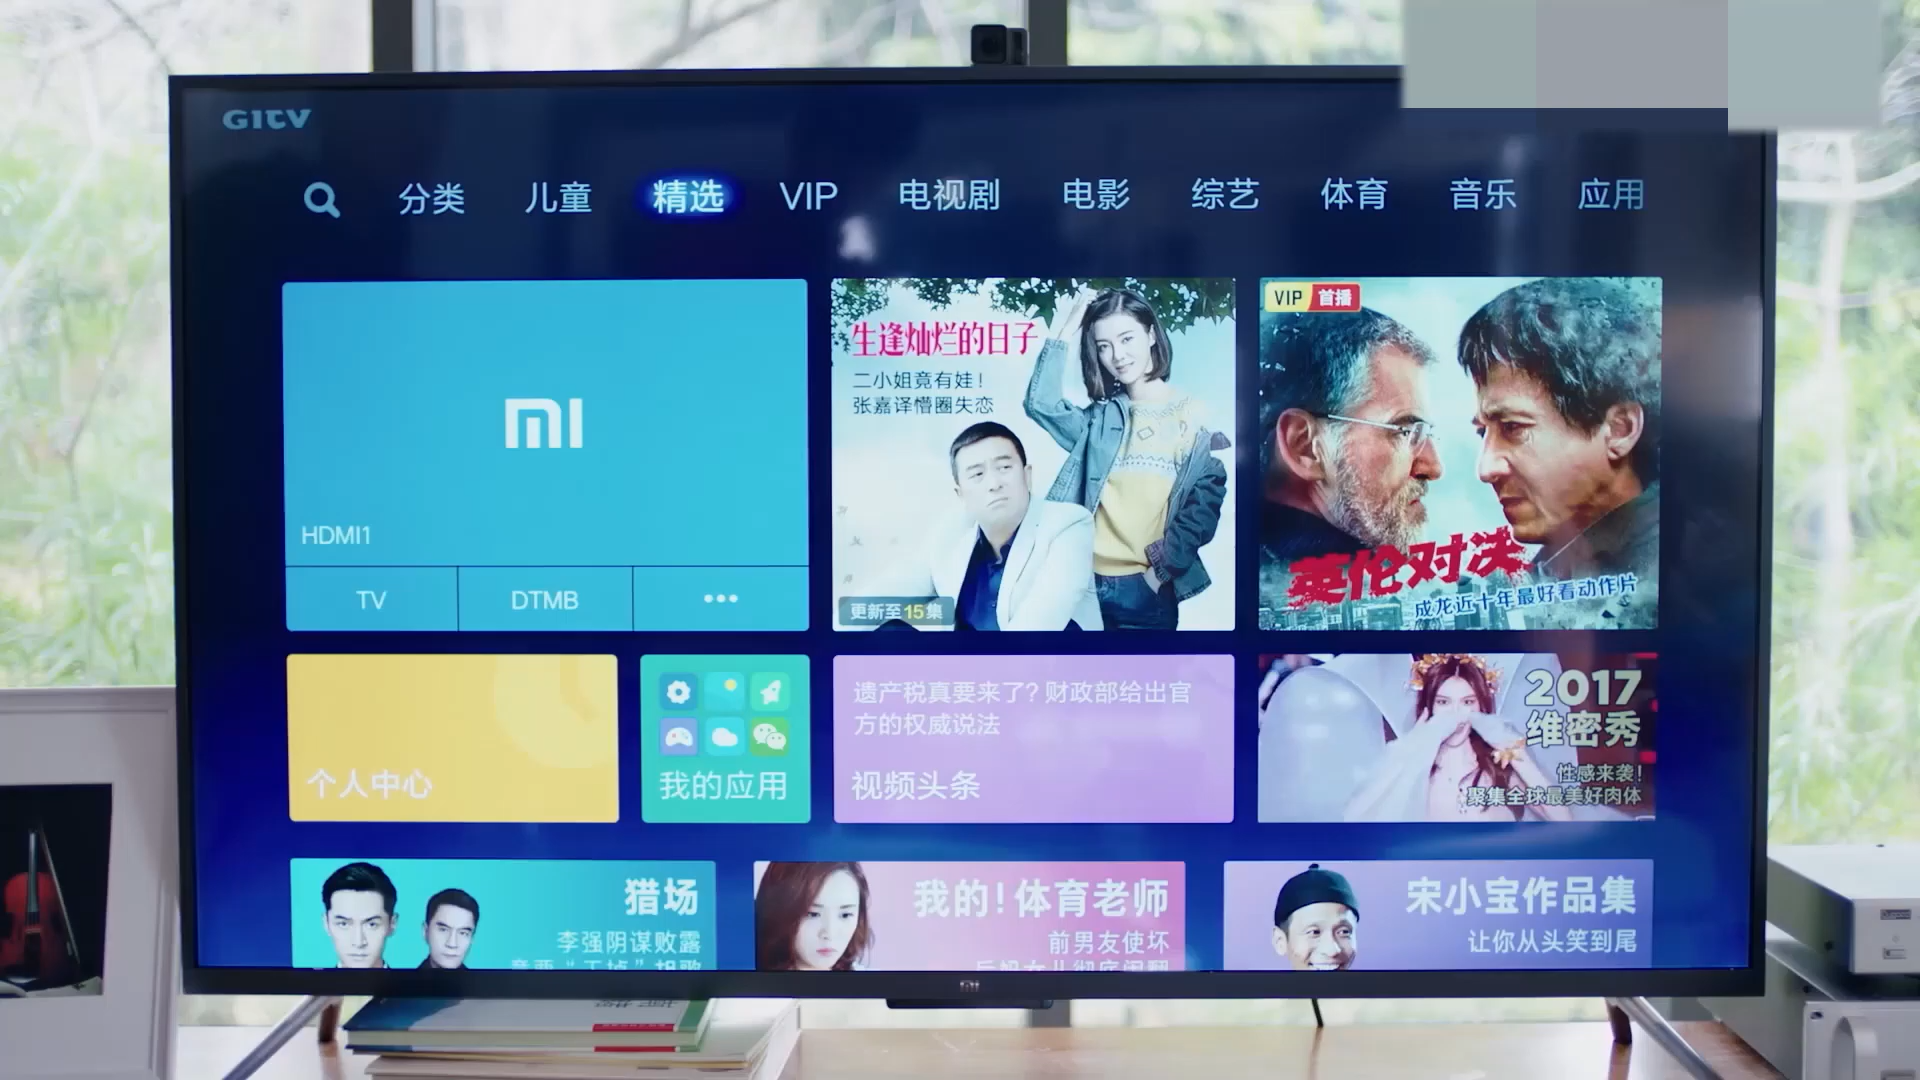 GITV
分类 儿童 精选 VIP 电视剧 电影 综艺 体育 音乐 应用
MI
HDMI1
TV DTMB
生逢灿烂的日子
二小姐竟有娃！
张嘉译懵圈失恋
更新至15集
VIP 首播
英伦对决
成龙近十年最好看动作片
个人中心
我的应用
遗产税真要来了？财政部给出官
方的权威说法
视频头条
2017
维密秀
性感来袭！
聚集全球最美好肉体
猎场
李强阴谋败露
我的！体育老师
前男友使坏
宋小宝作品集
让你从头笑到尾
MI